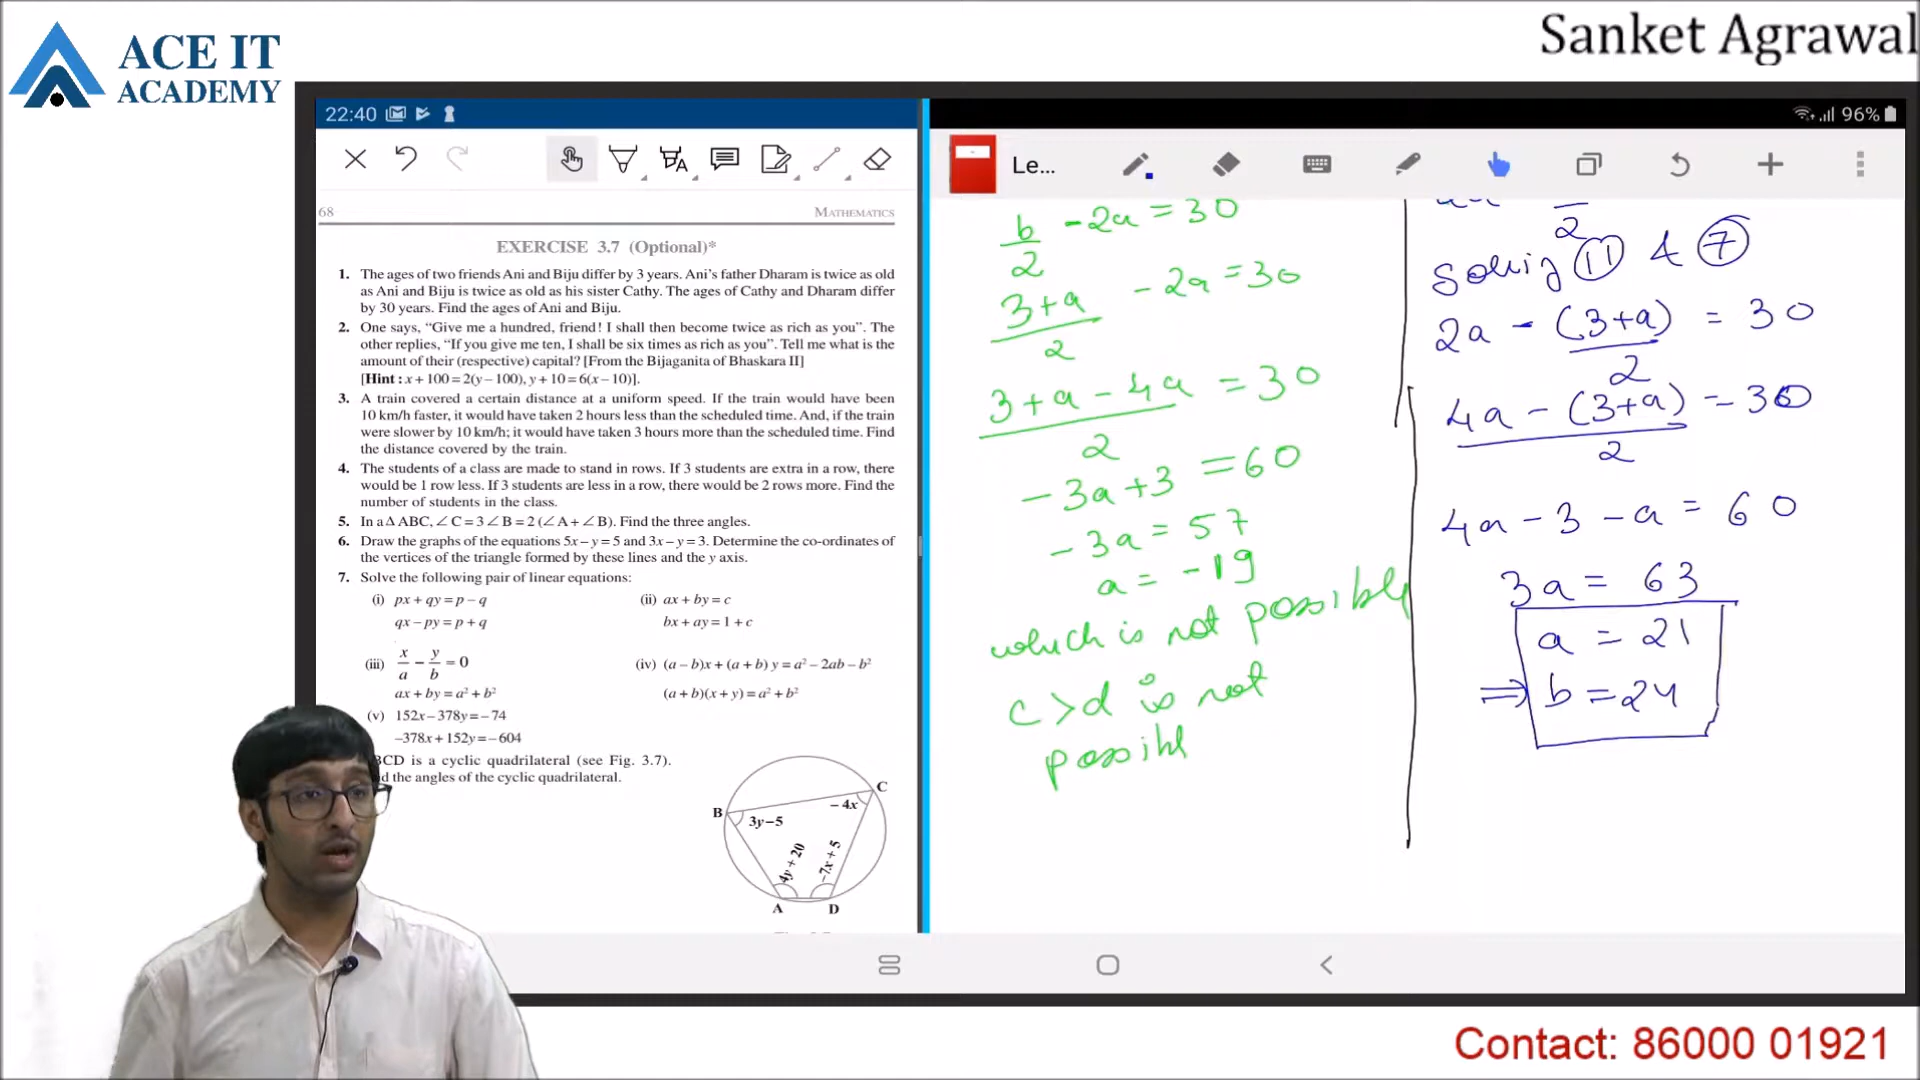 ACE IT
ACADEMY
Sanket Agrawal
22:40
96%
Le...
68
MATHEMATICS
EXERCISE 3.7 (Optional)*
1. The ages of two friends Ani and Biju differ by 3 years. Ani's father Dharam is twice as old
as Ani and Biju is twice as old as his sister Cathy. The ages of Cathy and Dharam differ
by 30 years. Find the ages of Ani and Biju.
2. One says, “Give me a hundred, friend! I shall then become twice as rich as you”. The
other replies, “If you give me ten, I shall be six times as rich as you”. Tell me what is the
amount of their (respective) capital? [From the Bijaganita of Bhaskara II]
[Hint : x + 100 = 2(y – 100), y + 10 = 6(x – 10)].
3. A train covered a certain distance at a uniform speed. If the train would have been
10 km/h faster, it would have taken 2 hours less than the scheduled time. And, if the train
were slower by 10 km/h; it would have taken 3 hours more than the scheduled time. Find
the distance covered by the train.
4. The students of a class are made to stand in rows. If 3 students are extra in a row, there
would be 1 row less. If 3 students are less in a row, there would be 2 rows more. Find the
number of students in the class.
5. In a Δ ABC, ∠ C = 3 ∠ B = 2 (∠ A + ∠ B). Find the three angles.
6. Draw the graphs of the equations 5x – y = 5 and 3x – y = 3. Determine the co-ordinates of
the vertices of the triangle formed by these lines and the y axis.
7. Solve the following pair of linear equations:
(i) px + qy = p – q
qx – py = p + q
(ii) ax + by = c
bx + ay = 1 + c
(iii) x/a – y/b = 0
ax + by = a² + b²
(iv) (a – b)x + (a + b) y = a² – 2ab – b²
(a + b)(x + y) = a² + b²
(v) 152x – 378y = – 74
–378x + 152y = – 604
BCD is a cyclic quadrilateral (see Fig. 3.7).
d the angles of the cyclic quadrilateral.
B
C
A
D
3y–5
– 4x
4y + 20
–7x + 5
b/2 - 2a = 30
(3+a)/2 - 2a = 30
(3+a - 4a)/2 = 30
- 3a + 3 = 60
- 3a = 57
a = -19
which is not possible
c > d is not
possible
2
Solvig 11 & 7
2a - (3+a)/2 = 30
(4a - (3+a))/2 = 30
4a - 3 - a = 60
3a = 63
a = 21
⇒ b = 24
Contact: 86000 01921